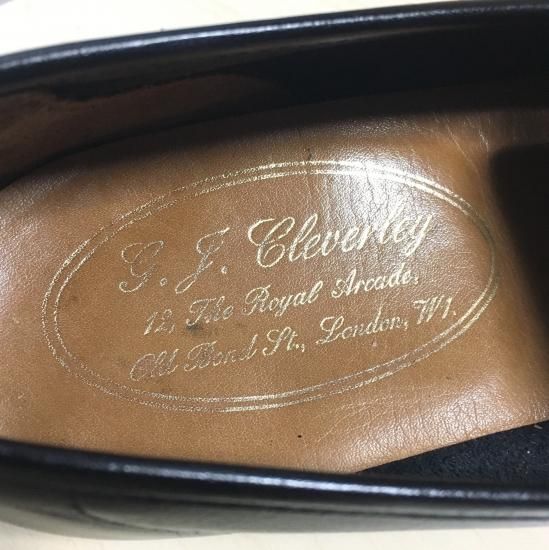 G. J. Cleverley
12, The Royal Arcade,
Old Bond St., London, W1.